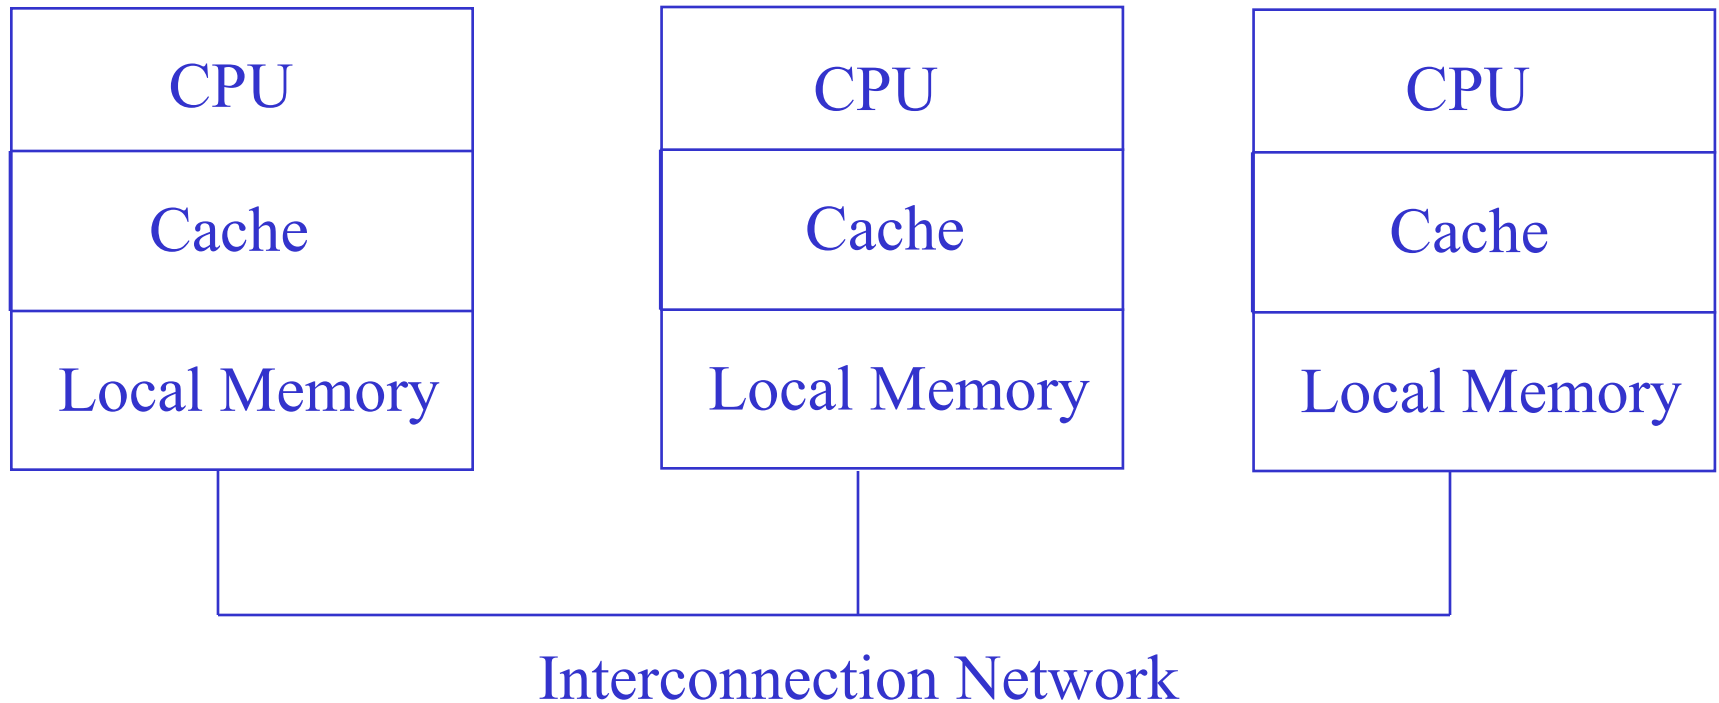 CPU CPU CPU
Cache Cache Cache
Local Memory Local Memory Local Memory
Interconnection Network